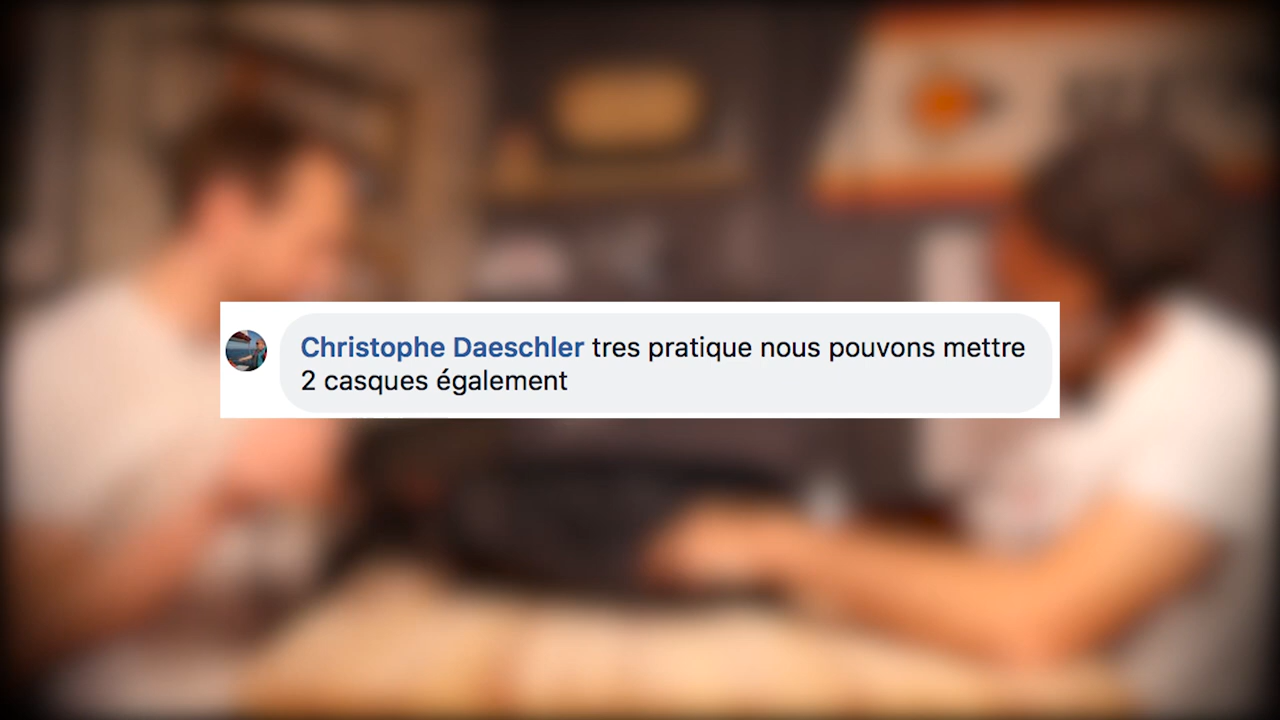 Christophe Daeschler tres pratique nous pouvons mettre
2 casques également